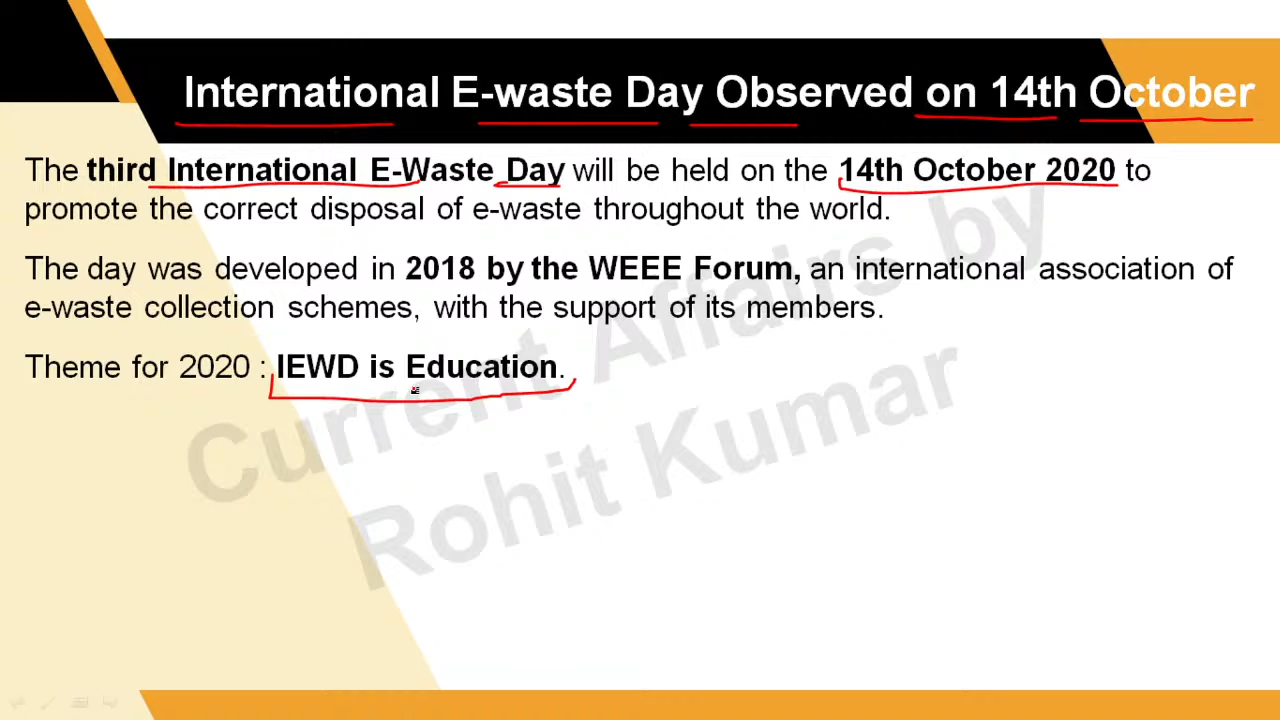 International E-waste Day Observed on 14th October
The third International E-Waste Day will be held on the 14th October 2020 to
promote the correct disposal of e-waste throughout the world.
The day was developed in 2018 by the WEEE Forum, an international association of
e-waste collection schemes, with the support of its members.
Theme for 2020 : IEWD is Education.
Current Affairs by
Rohit Kumar